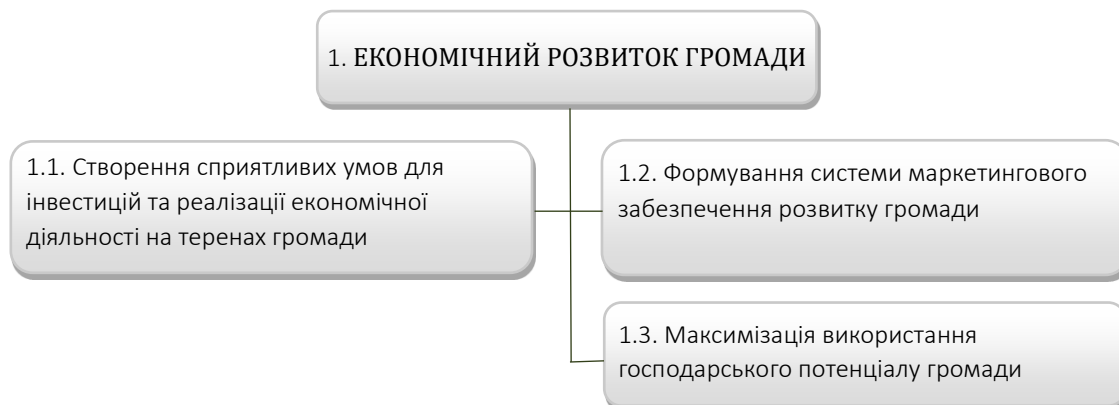 1. ЕКОНОМІЧНИЙ РОЗВИТОК ГРОМАДИ
1.1. Створення сприятливих умов для
інвестицій та реалізації економічної
діяльності на теренах громади
1.2. Формування системи маркетингового
забезпечення розвитку громади
1.3. Максимізація використання
господарського потенціалу громади